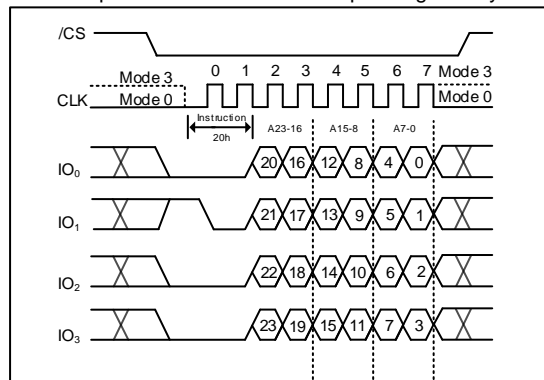 /CS
0 1 2 3 4 5 6 7
Mode 3 Mode 3
CLK Mode 0 Mode 0
Instruction A23-16 A15-8 A7-0
20h
IO0 20 16 12 8 4 0
IO1 21 17 13 9 5 1
IO2 22 18 14 10 6 2
IO3 23 19 15 11 7 3